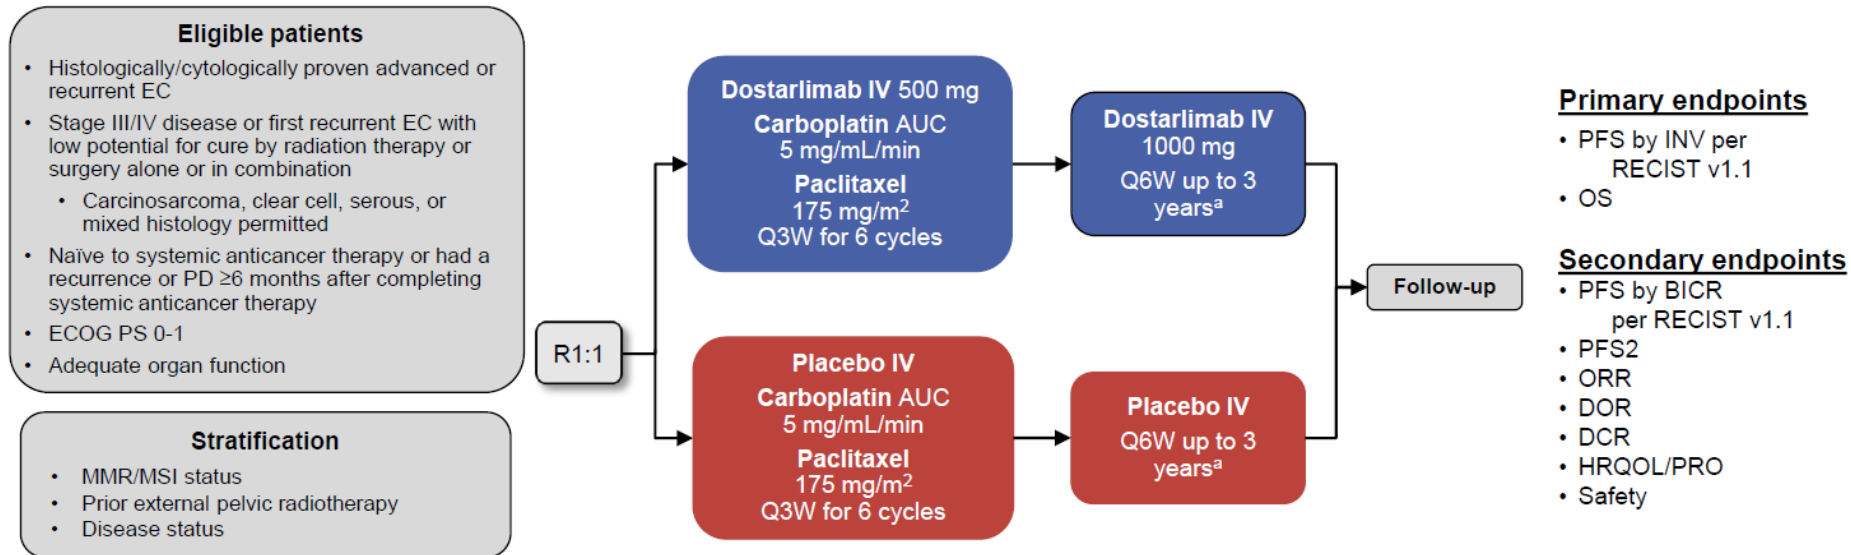 Eligible patients
• Histologically/cytologically proven advanced or
recurrent EC
• Stage III/IV disease or first recurrent EC with
low potential for cure by radiation therapy or
surgery alone or in combination
• Carcinosarcoma, clear cell, serous, or
mixed histology permitted
• Naïve to systemic anticancer therapy or had a
recurrence or PD ≥6 months after completing
systemic anticancer therapy
• ECOG PS 0-1
• Adequate organ function
Stratification
• MMR/MSI status
• Prior external pelvic radiotherapy
• Disease status
R1:1
Dostarlimab IV 500 mg
Carboplatin AUC
5 mg/mL/min
Paclitaxel
175 mg/m²
Q3W for 6 cycles
Dostarlimab IV
1000 mg
Q6W up to 3
yearsᵃ
Placebo IV
Carboplatin AUC
5 mg/mL/min
Paclitaxel
175 mg/m²
Q3W for 6 cycles
Placebo IV
Q6W up to 3
yearsᵃ
Follow-up
Primary endpoints
• PFS by INV per
RECIST v1.1
• OS
Secondary endpoints
• PFS by BICR
per RECIST v1.1
• PFS2
• ORR
• DOR
• DCR
• HRQOL/PRO
• Safety